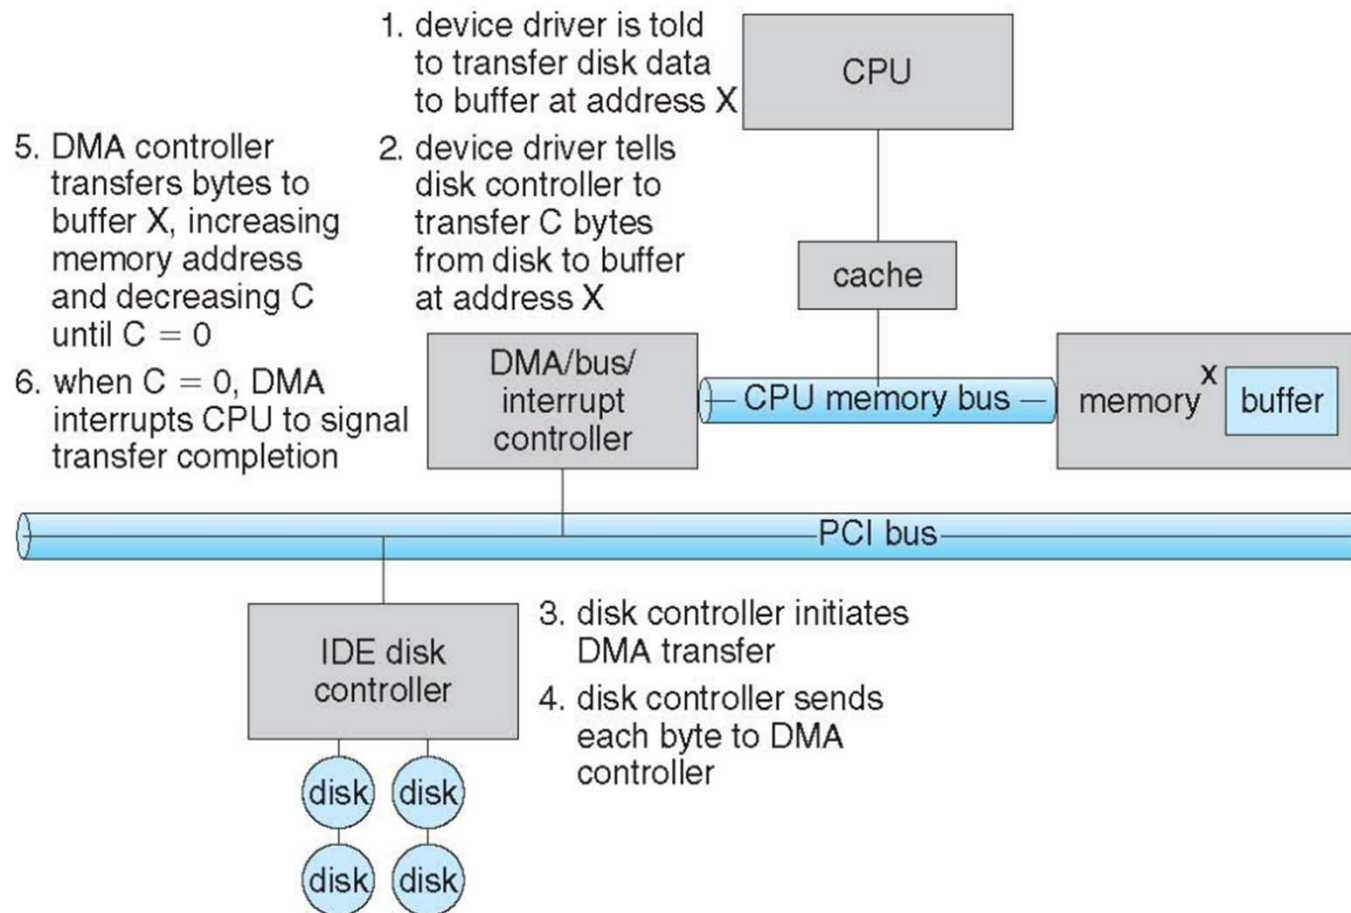 1. device driver is told
to transfer disk data
to buffer at address X
CPU
5. DMA controller
transfers bytes to
buffer X, increasing
memory address
and decreasing C
until C = 0
2. device driver tells
disk controller to
transfer C bytes
from disk to buffer
at address X
cache
6. when C = 0, DMA
interrupts CPU to signal
transfer completion
DMA/bus/
interrupt
controller
CPU memory bus
memory
X
buffer
PCI bus
IDE disk
controller
3. disk controller initiates
DMA transfer
4. disk controller sends
each byte to DMA
controller
disk
disk
disk
disk